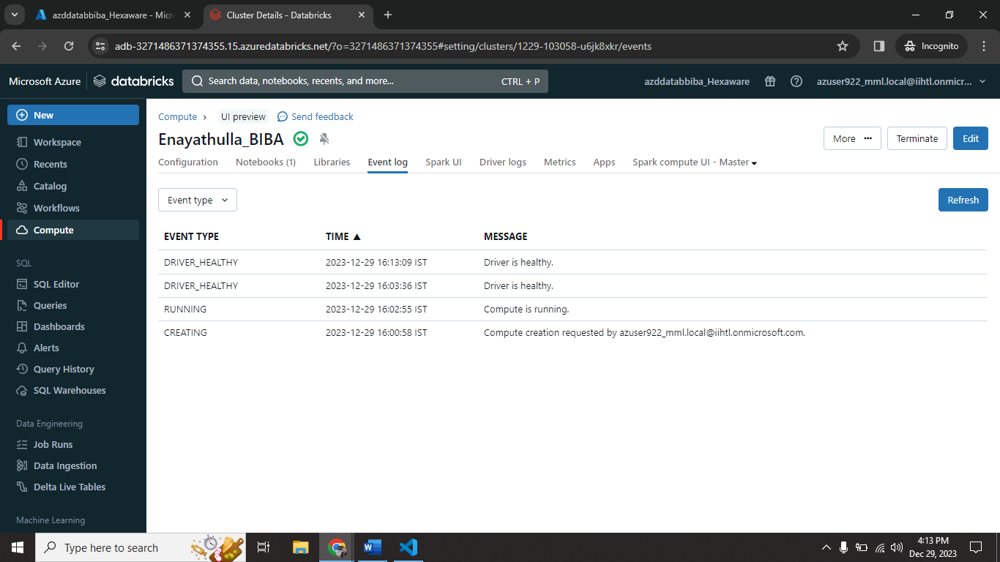 azddatabbiba_Hexaware - Micr
Cluster Details - Databricks
adb-3271486371374355.15.azuredatabricks.net/?o=3271486371374355#setting/clusters/1229-103058-u6jk8xkr/events
Incognito
Microsoft Azure
databricks
Search data, notebooks, recents, and more...
CTRL + P
azddatabbiba_Hexaware
azuser922_mml.local@iihtl.onmicr...
New
Workspace
Recents
Catalog
Workflows
Compute
SQL
SQL Editor
Queries
Dashboards
Alerts
Query History
SQL Warehouses
Data Engineering
Job Runs
Data Ingestion
Delta Live Tables
Machine Learning
Compute › UI preview Send feedback
Enayathulla_BIBA
More ··· Terminate Edit
Configuration Notebooks (1) Libraries Event log Spark UI Driver logs Metrics Apps Spark compute UI - Master
Event type
Refresh
EVENT TYPE TIME ▲ MESSAGE
DRIVER_HEALTHY 2023-12-29 16:13:09 IST Driver is healthy.
DRIVER_HEALTHY 2023-12-29 16:03:36 IST Driver is healthy.
RUNNING 2023-12-29 16:02:55 IST Compute is running.
CREATING 2023-12-29 16:00:58 IST Compute creation requested by azuser922_mml.local@iihtl.onmicrosoft.com.
Type here to search
4:13 PM
Dec 29, 2023